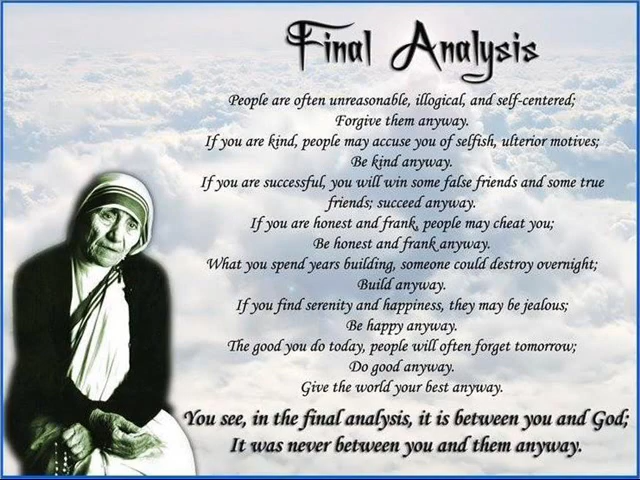 Final Analysis
People are often unreasonable, illogical, and self-centered;
Forgive them anyway.
If you are kind, people may accuse you of selfish, ulterior motives;
Be kind anyway.
If you are successful, you will win some false friends and some true
friends; succeed anyway.
If you are honest and frank, people may cheat you;
Be honest and frank anyway.
What you spend years building, someone could destroy overnight;
Build anyway.
If you find serenity and happiness, they may be jealous;
Be happy anyway.
The good you do today, people will often forget tomorrow;
Do good anyway.
Give the world your best anyway.
You see, in the final analysis, it is between you and God;
It was never between you and them anyway.